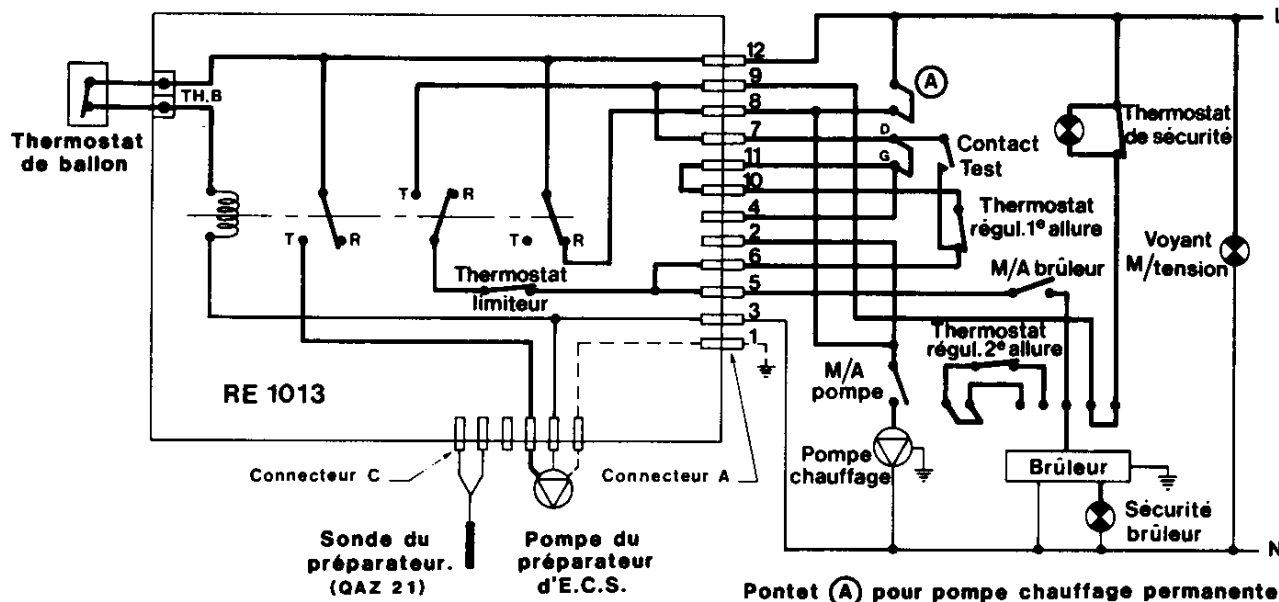 L
12
A
9
TH.B
8
Thermostat
de ballon
Thermostat
de sécurité
7
D
Contact
Test
11
G
10
T
R
4
Thermostat
régul.1e allure
T
R
T
R
2
Voyant
M/tension
6
Thermostat
limiteur
M/A brûleur
5
3
Thermostat
régul.2e allure
1
M/A
pompe
RE 1013
Connecteur C
Connecteur A
Pompe
chauffage
Brûleur
Sécurité
brûleur
Sonde du
préparateur.
(QAZ 21)
Pompe du
préparateur
d'E.C.S.
N
Pontet A pour pompe chauffage permanente